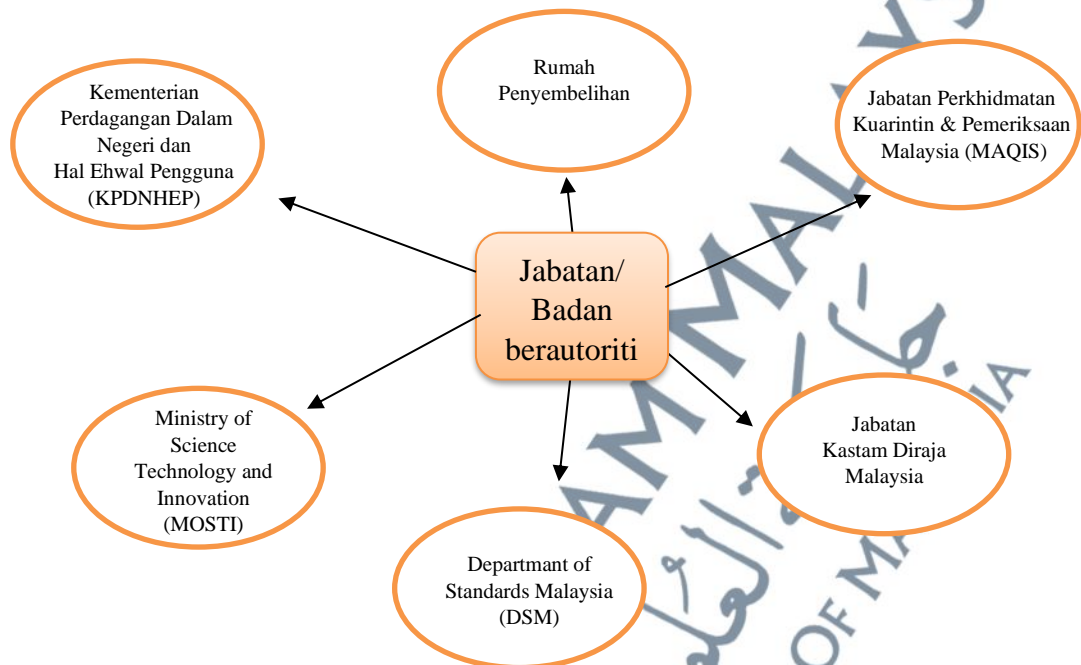 Rumah
Penyembelihan
Kementerian
Perdagangan Dalam
Negeri dan
Hal Ehwal Pengguna
(KPDNHEP)
Jabatan Perkhidmatan
Kuarintin & Pemeriksaan
Malaysia (MAQIS)
Jabatan/
Badan
berautoriti
Ministry of
Science
Technology and
Innovation
(MOSTI)
Jabatan
Kastam Diraja
Malaysia
Departmant of
Standards Malaysia
(DSM)
OF